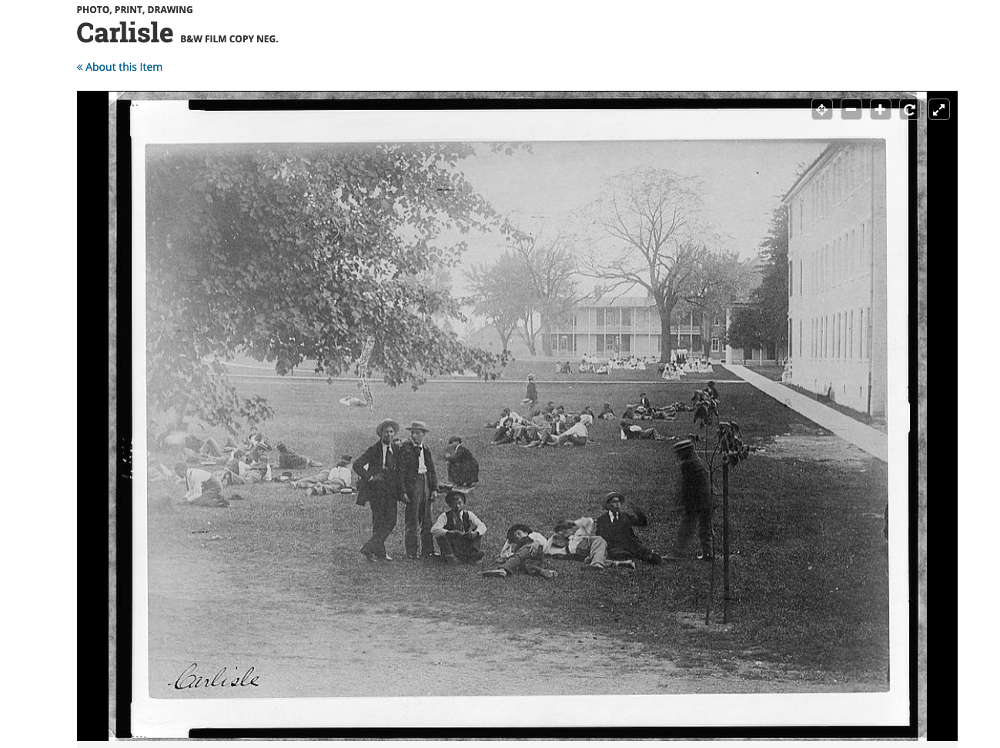 PHOTO, PRINT, DRAWING
Carlisle B&W FILM COPY NEG.
« About this Item
Carlisle